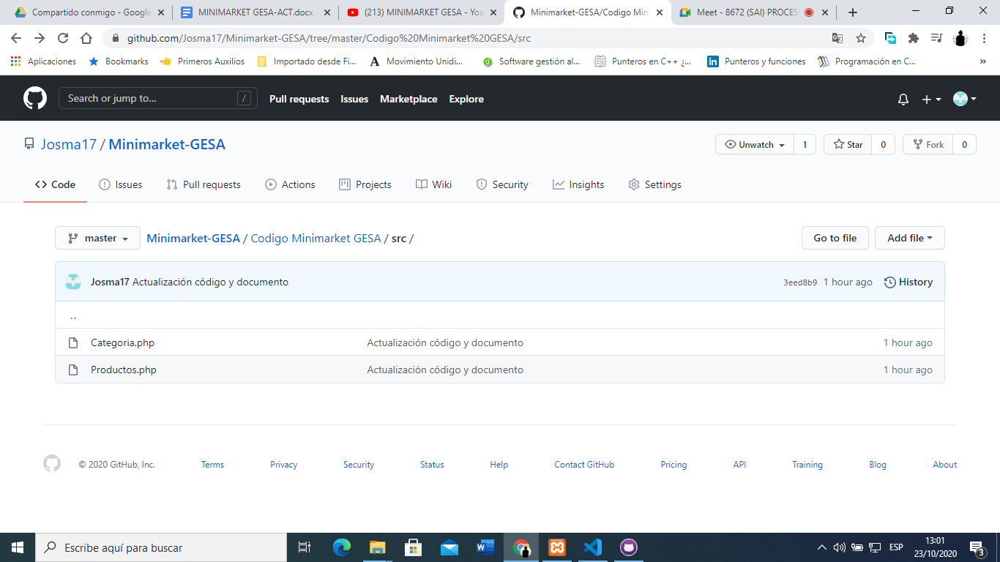 Compartido conmigo - Google
MINIMARKET GESA-ACT.docx -
(213) MINIMARKET GESA - You
Minimarket-GESA/Codigo Min
Meet - 8672 (SAI) PROCES
github.com/Josma17/Minimarket-GESA/tree/master/Codigo%20Minimarket%20GESA/src
Aplicaciones
Bookmarks
Primeros Auxilios
Importado desde Fi...
Movimiento Unidi...
Software gestión al...
Punteros en C++ ¿...
Punteros y funciones
Programación en C...
»
Search or jump to...
/
Pull requests
Issues
Marketplace
Explore
Josma17 / Minimarket-GESA
Unwatch
1
Star
0
Fork
0
Code
Issues
Pull requests
Actions
Projects
Wiki
Security
Insights
Settings
master
Minimarket-GESA / Codigo Minimarket GESA / src /
Go to file
Add file
Josma17 Actualización código y documento
3eed8b9 1 hour ago
History
..
Categoria.php
Actualización código y documento
1 hour ago
Productos.php
Actualización código y documento
1 hour ago
© 2020 GitHub, Inc.
Terms
Privacy
Security
Status
Help
Contact GitHub
Pricing
API
Training
Blog
About
Escribe aquí para buscar
ESP
13:01
23/10/2020
3